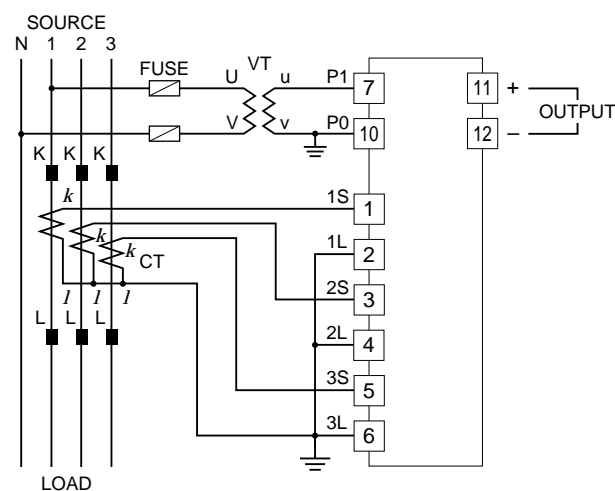 SOURCE
N 1 2 3
FUSE
VT
U u P1 7
V v P0 10
11 +
12 –
OUTPUT
K K K
k 1S 1
k
k CT
1L 2
2S 3
l l l
L L L
2L 4
3S 5
3L 6
LOAD